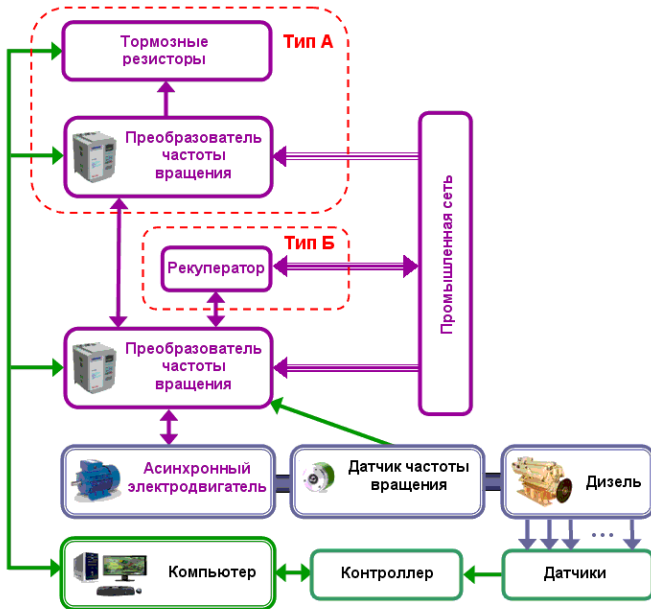 Тормозные
резисторы
Тип А
Преобразователь
частоты
вращения
Промышленная сеть
Тип Б
Рекуператор
Преобразователь
частоты
вращения
Асинхронный
электродвигатель
Датчик частоты
вращения
Дизель
...
Компьютер
Контроллер
Датчики